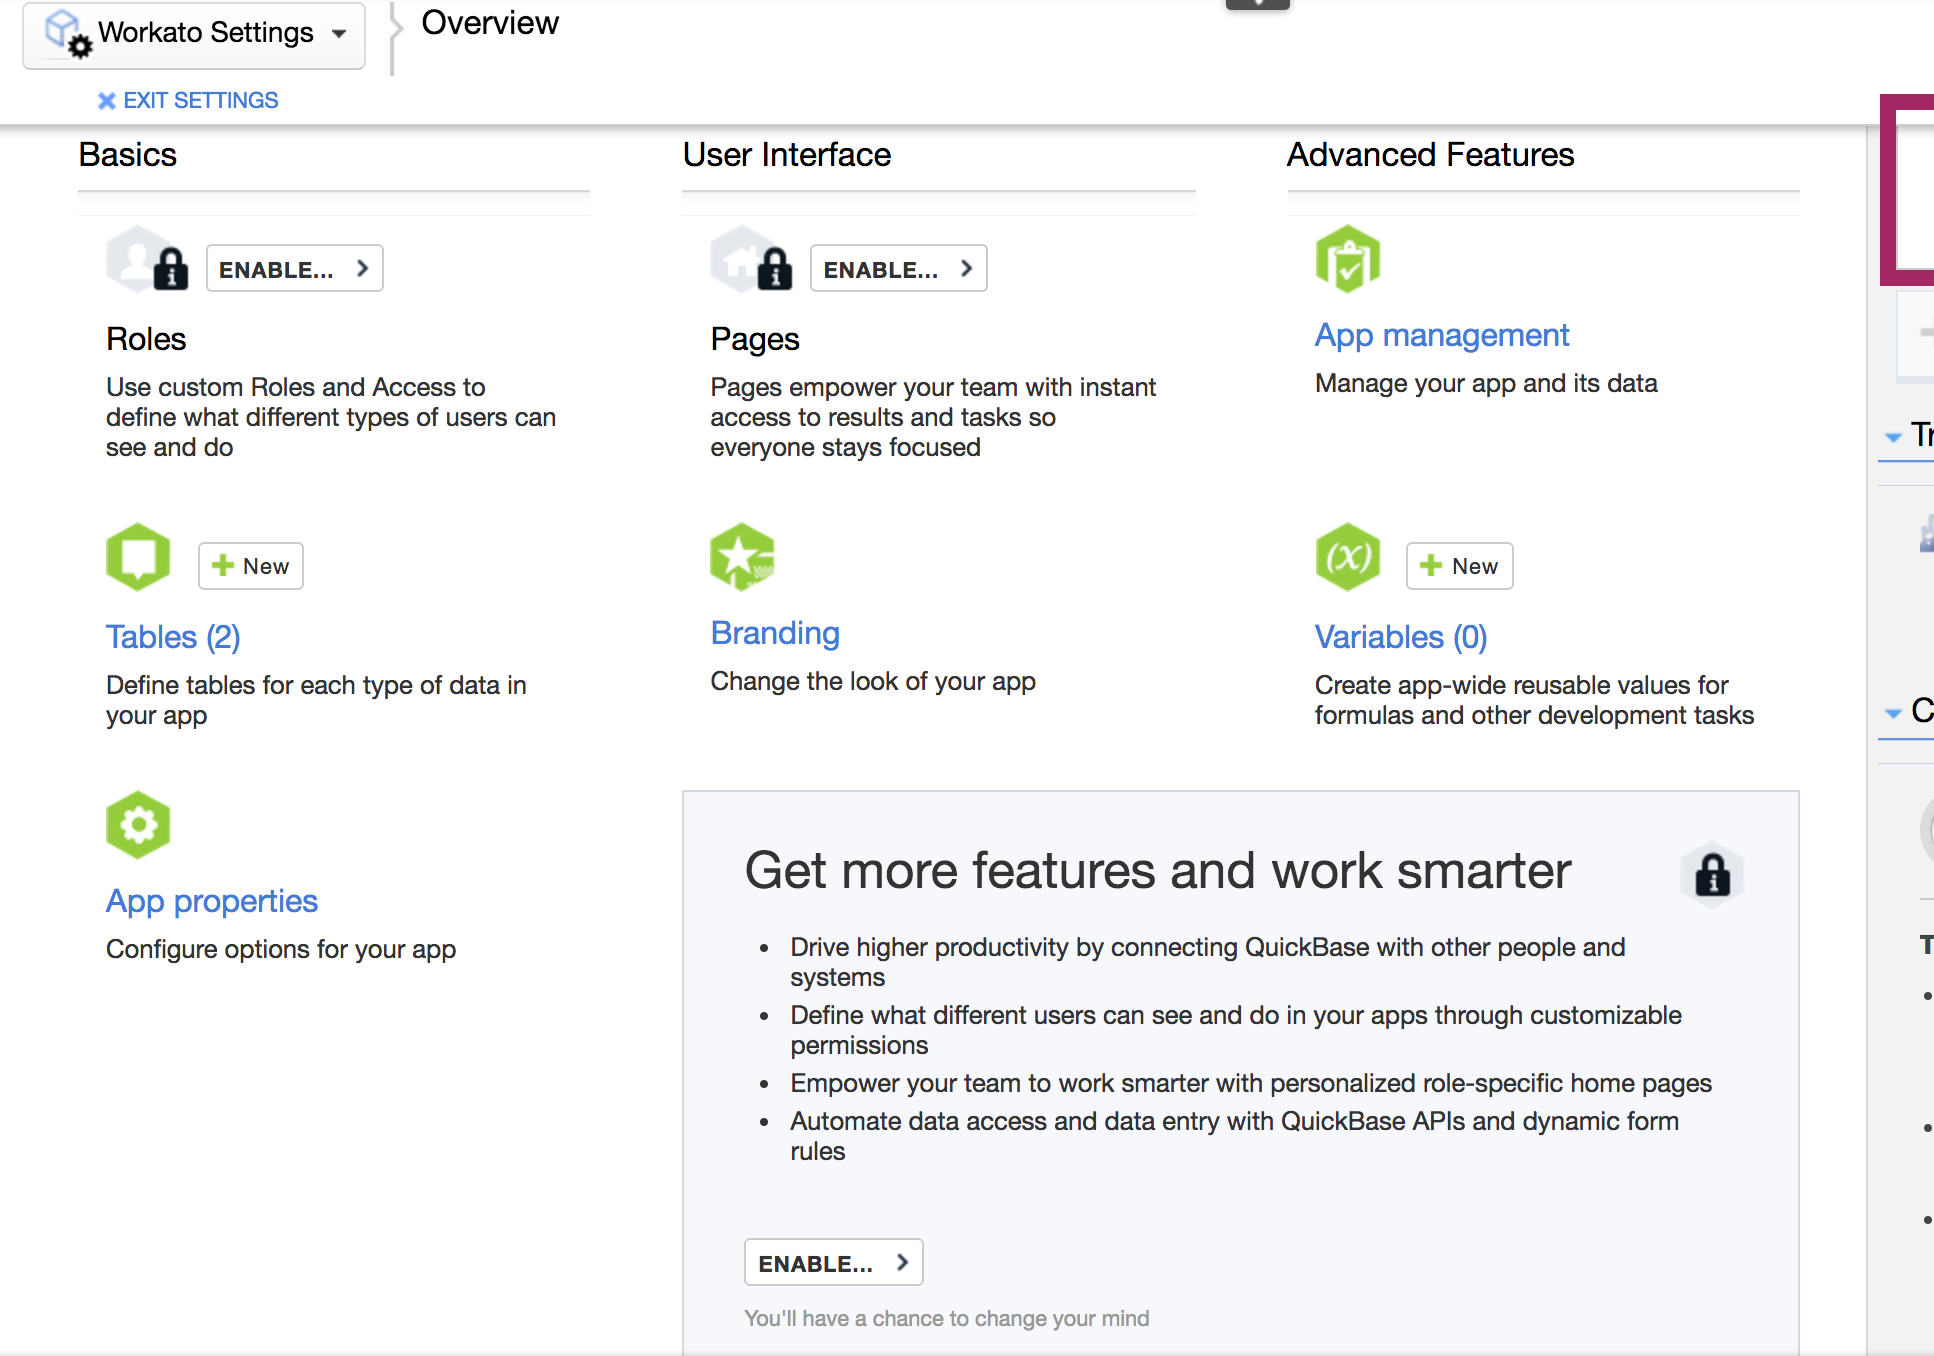 Workato Settings
Overview
EXIT SETTINGS
Basics
ENABLE...
Roles
Use custom Roles and Access to
define what different types of users can
see and do
New
Tables (2)
Define tables for each type of data in
your app
App properties
Configure options for your app
User Interface
ENABLE...
Pages
Pages empower your team with instant
access to results and tasks so
everyone stays focused
Branding
Change the look of your app
Advanced Features
App management
Manage your app and its data
New
Variables (0)
Create app-wide reusable values for
formulas and other development tasks
Get more features and work smarter
• Drive higher productivity by connecting QuickBase with other people and
systems
• Define what different users can see and do in your apps through customizable
permissions
• Empower your team to work smarter with personalized role-specific home pages
• Automate data access and data entry with QuickBase APIs and dynamic form
rules
ENABLE...
You'll have a chance to change your mind